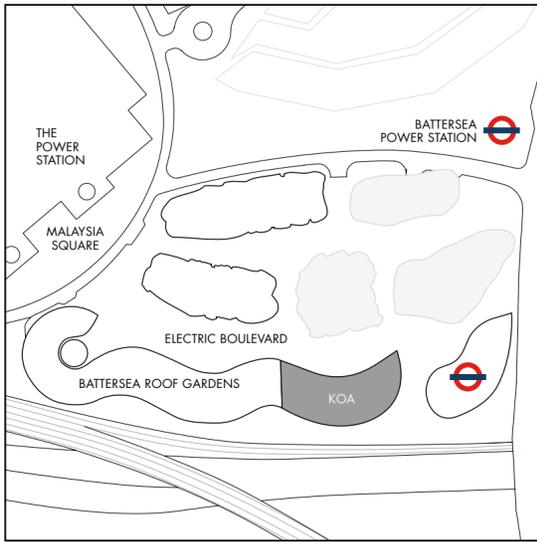 BATTERSEA
POWER STATION
THE
POWER
STATION
MALAYSIA
SQUARE
ELECTRIC BOULEVARD
BATTERSEA ROOF GARDENS
KOA